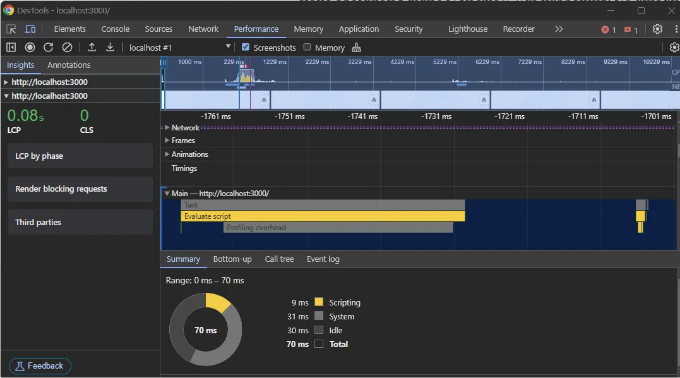 DevTools - localhost:3000/
Elements Console Sources Network Performance Memory Application Security Lighthouse Recorder 1 1
localhost #1 Screenshots Memory
Insights Annotations
http://localhost:3000
http://localhost:3000
0.08s 0
LCP CLS
LCP by phase
Render blocking requests
Third parties
Feedback
1000 ms 229 ms 1229 ms 2229 ms 3229 ms 4229 ms 5229 ms 6229 ms 7229 ms 8229 ms 9229 ms
-1761 ms -1751 ms -1741 ms -1731 ms -1721 ms -1711 ms -1701 ms
Network
Frames
Animations
Timings
Main — http://localhost:3000/
Task
Evaluate script
Profiling overhead
Summary Bottom-up Call tree Event log
Range: 0 ms – 70 ms
70 ms
9 ms Scripting
31 ms System
30 ms Idle
70 ms Total